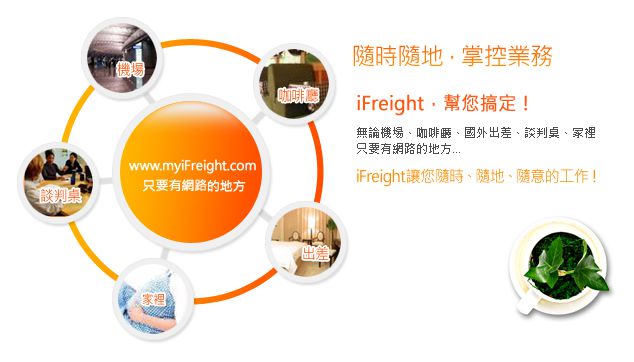 機場
咖啡廳
www.myiFreight.com
只要有網路的地方
談判桌
出差
家裡
隨時隨地，掌控業務
iFreight，幫您搞定！
無論機場、咖啡廳、國外出差、談判桌、家裡
只要有網路的地方...
iFreight讓您隨時、隨地、隨意的工作！